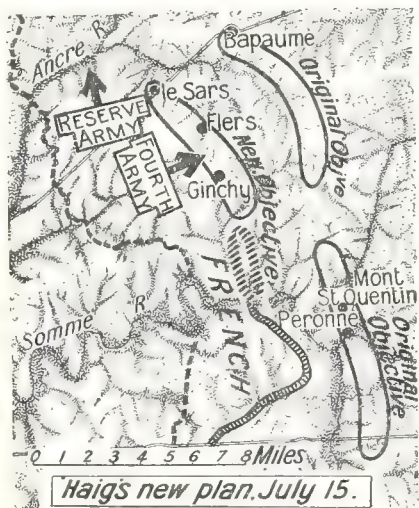 Ancre R
Bapaume
le Sars
RESERVE
ARMY
Flers
Original Objve
FOURTH
ARMY
New Objective
Ginchy
FRENCH
Mont
St Quentin
Peronne
Somme R
Original
Objective
0 1 2 3 4 5 6 7 8 Miles
Haig's new plan. July 15.